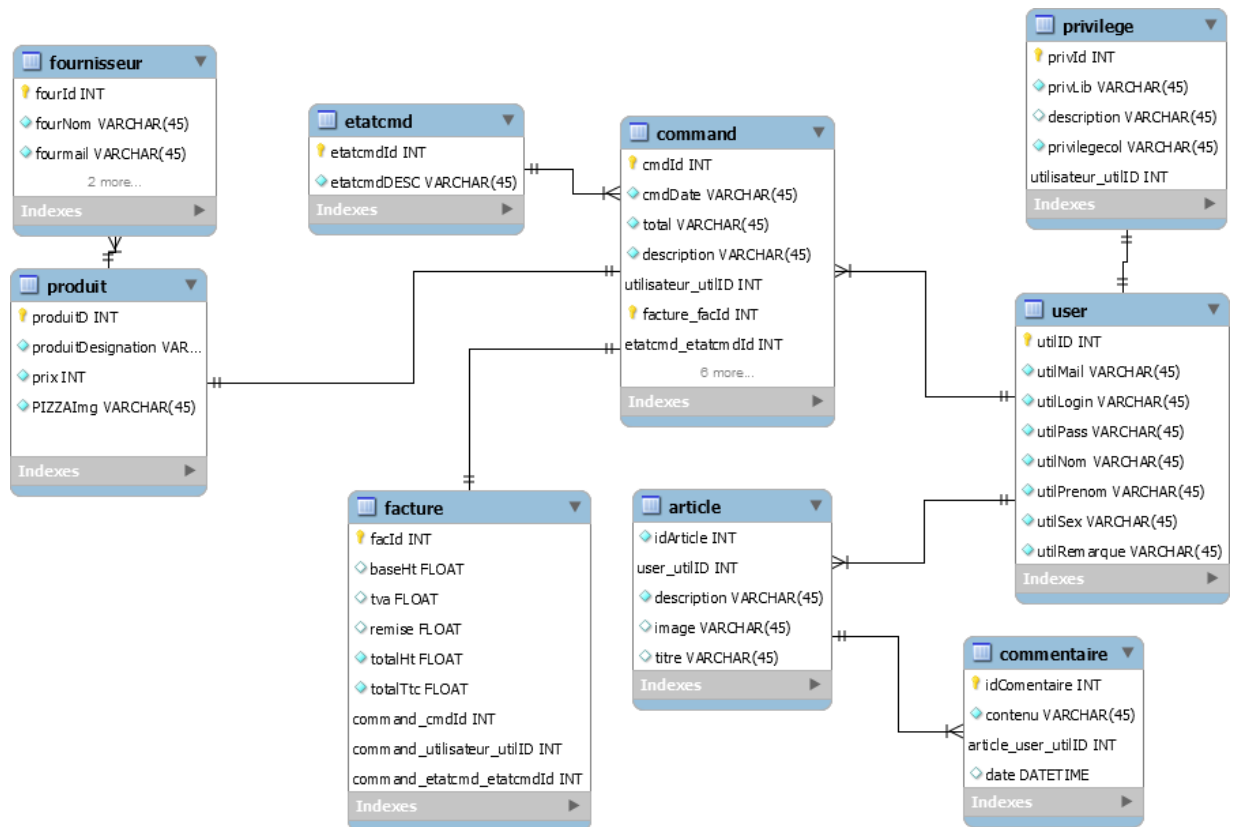 fournisseur
fourId INT
fourNom VARCHAR(45)
fourmail VARCHAR(45)
2 more...
Indexes
produit
produitD INT
produitDesignation VAR...
prix INT
PIZZAImg VARCHAR(45)
Indexes
etatcmd
etatcmdId INT
etatcmdDESC VARCHAR(45)
Indexes
command
cmdId INT
cmdDate VARCHAR(45)
total VARCHAR(45)
description VARCHAR(45)
utilisateur_utilID INT
facture_facId INT
etatcmd_etatcmdId INT
6 more...
Indexes
privilege
privId INT
privLib VARCHAR(45)
description VARCHAR(45)
privilegecol VARCHAR(45)
utilisateur_utilID INT
Indexes
user
utilID INT
utilMail VARCHAR(45)
utilLogin VARCHAR(45)
utilPass VARCHAR(45)
utilNom VARCHAR(45)
utilPrenom VARCHAR(45)
utilSex VARCHAR(45)
utilRemarque VARCHAR(45)
Indexes
facture
facId INT
baseHt FLOAT
tva FLOAT
remise FLOAT
totalHt FLOAT
totalTtc FLOAT
command_cmdId INT
command_utilisateur_utilID INT
command_etatcmd_etatcmdId INT
Indexes
article
idArticle INT
user_utilID INT
description VARCHAR(45)
image VARCHAR(45)
titre VARCHAR(45)
Indexes
commentaire
idComentaire INT
contenu VARCHAR(45)
article_user_utilID INT
date DATETIME
Indexes